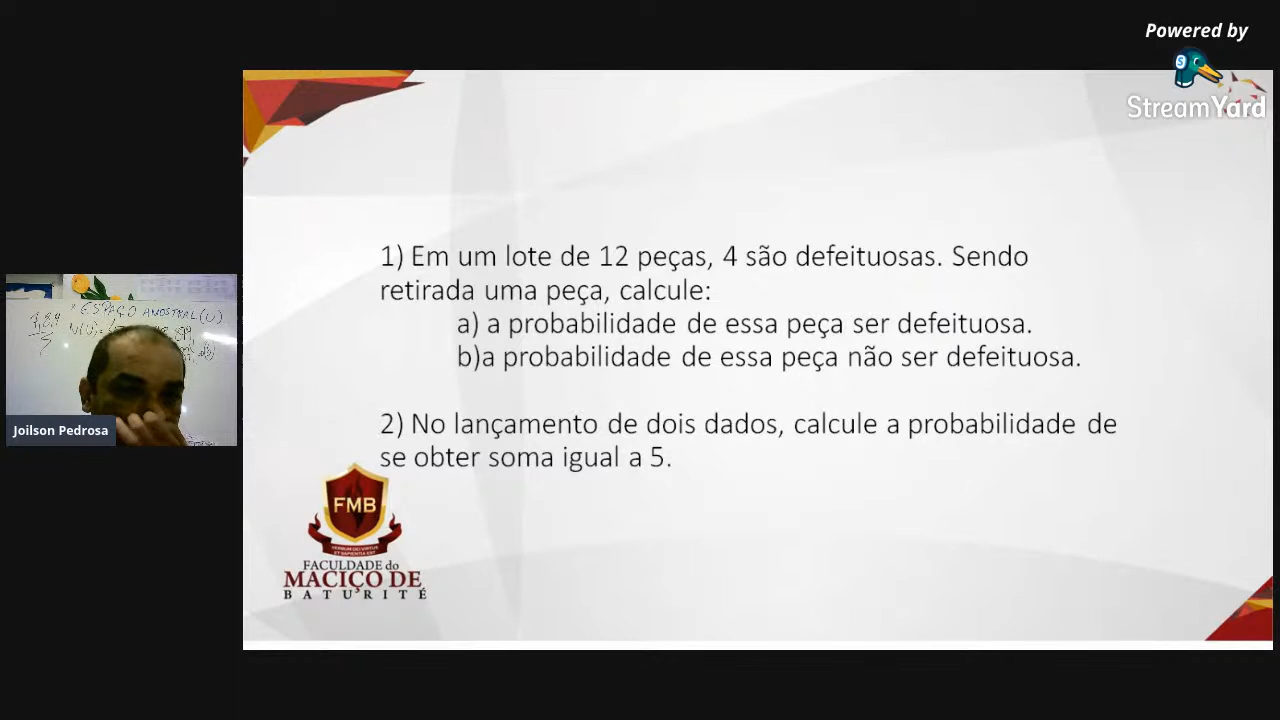 Powered by
StreamYard
1) Em um lote de 12 peças, 4 são defeituosas. Sendo
retirada uma peça, calcule:
a) a probabilidade de essa peça ser defeituosa.
b)a probabilidade de essa peça não ser defeituosa.
2) No lançamento de dois dados, calcule a probabilidade de
se obter soma igual a 5.
* ESPAÇO AMOSTRAL(U)
Joilson Pedrosa
FMB
FACULDADE do
MACIÇO DE
BATURITÉ